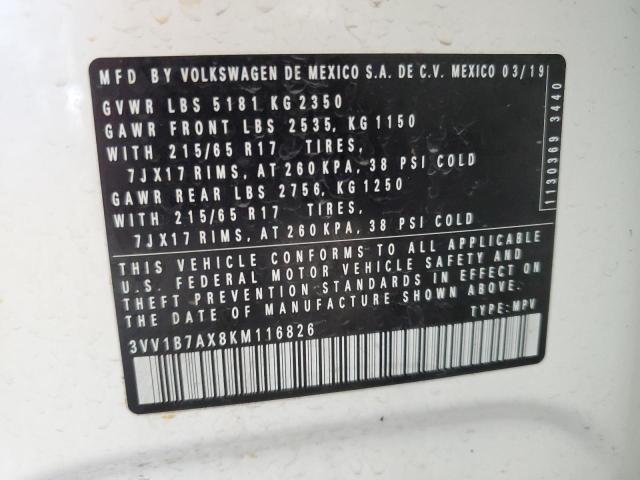 MFD BY VOLKSWAGEN DE MEXICO S.A. DE C.V. MEXICO 03/19
GVWR LBS 5181 KG 2350
GAWR FRONT LBS 2535, KG 1150
WITH 215/65 R17 TIRES,
7JX17 RIMS, AT 260 KPA, 38 PSI COLD
GAWR REAR LBS 2756, KG 1250
WITH 215/65 R17 TIRES,
7JX17 RIMS, AT 260 KPA, 38 PSI COLD
THIS VEHICLE CONFORMS TO ALL APPLICABLE
U.S. FEDERAL MOTOR VEHICLE SAFETY AND
THEFT PREVENTION STANDARDS IN EFFECT ON
THE DATE OF MANUFACTURE SHOWN ABOVE.
3VV1B7AX8KM116826 TYPE: MPV
1130369 3440